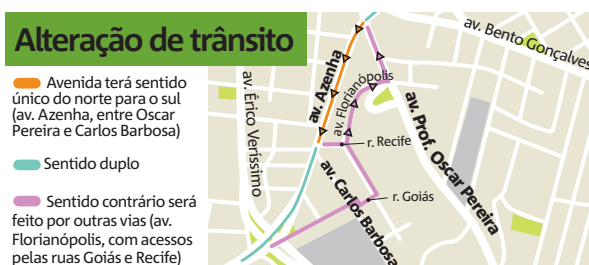 Alteração de trânsito
Avenida terá sentido
único do norte para o sul
(av. Azenha, entre Oscar
Pereira e Carlos Barbosa)
Sentido duplo
Sentido contrário será
feito por outras vias (av.
Florianópolis, com acessos
pelas ruas Goiás e Recife)
av. Bento Gonçalves
av. Érico Veríssimo
av. Azenha
av. Florianópolis
av. Prof. Oscar Pereira
r. Recife
av. Carlos Barbosa
r. Goiás